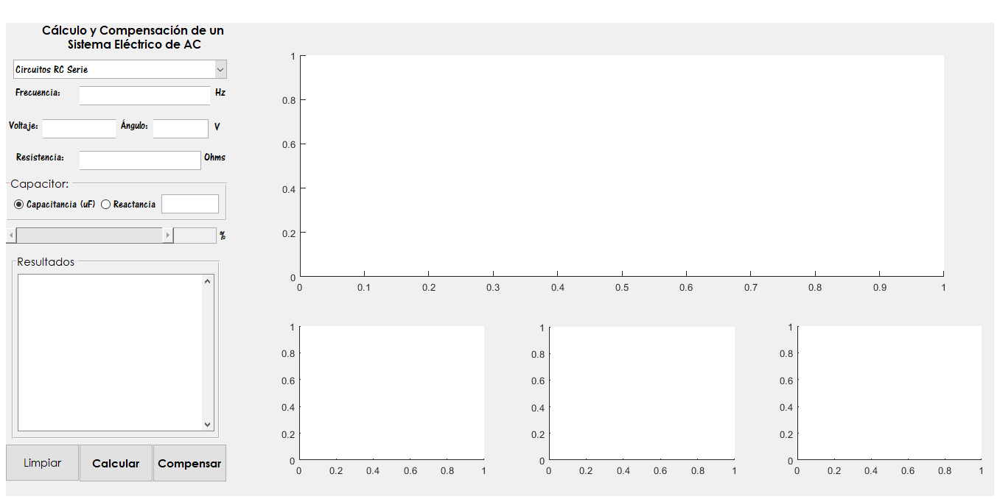 Cálculo y Compensación de un
Sistema Eléctrico de AC
Circuitos RC Serie
Frecuencia: Hz
Voltaje: Ángulo: V
Resistencia: Ohms
Capacitor:
Capacitancia (uF) Reactancia
%
Resultados
Limpiar Calcular Compensar
1
0.8
0.6
0.4
0.2
0
0 0.1 0.2 0.3 0.4 0.5 0.6 0.7 0.8 0.9 1
1
0.8
0.6
0.4
0.2
0
0 0.2 0.4 0.6 0.8 1
1
0.8
0.6
0.4
0.2
0
0 0.2 0.4 0.6 0.8 1
1
0.8
0.6
0.4
0.2
0
0 0.2 0.4 0.6 0.8 1